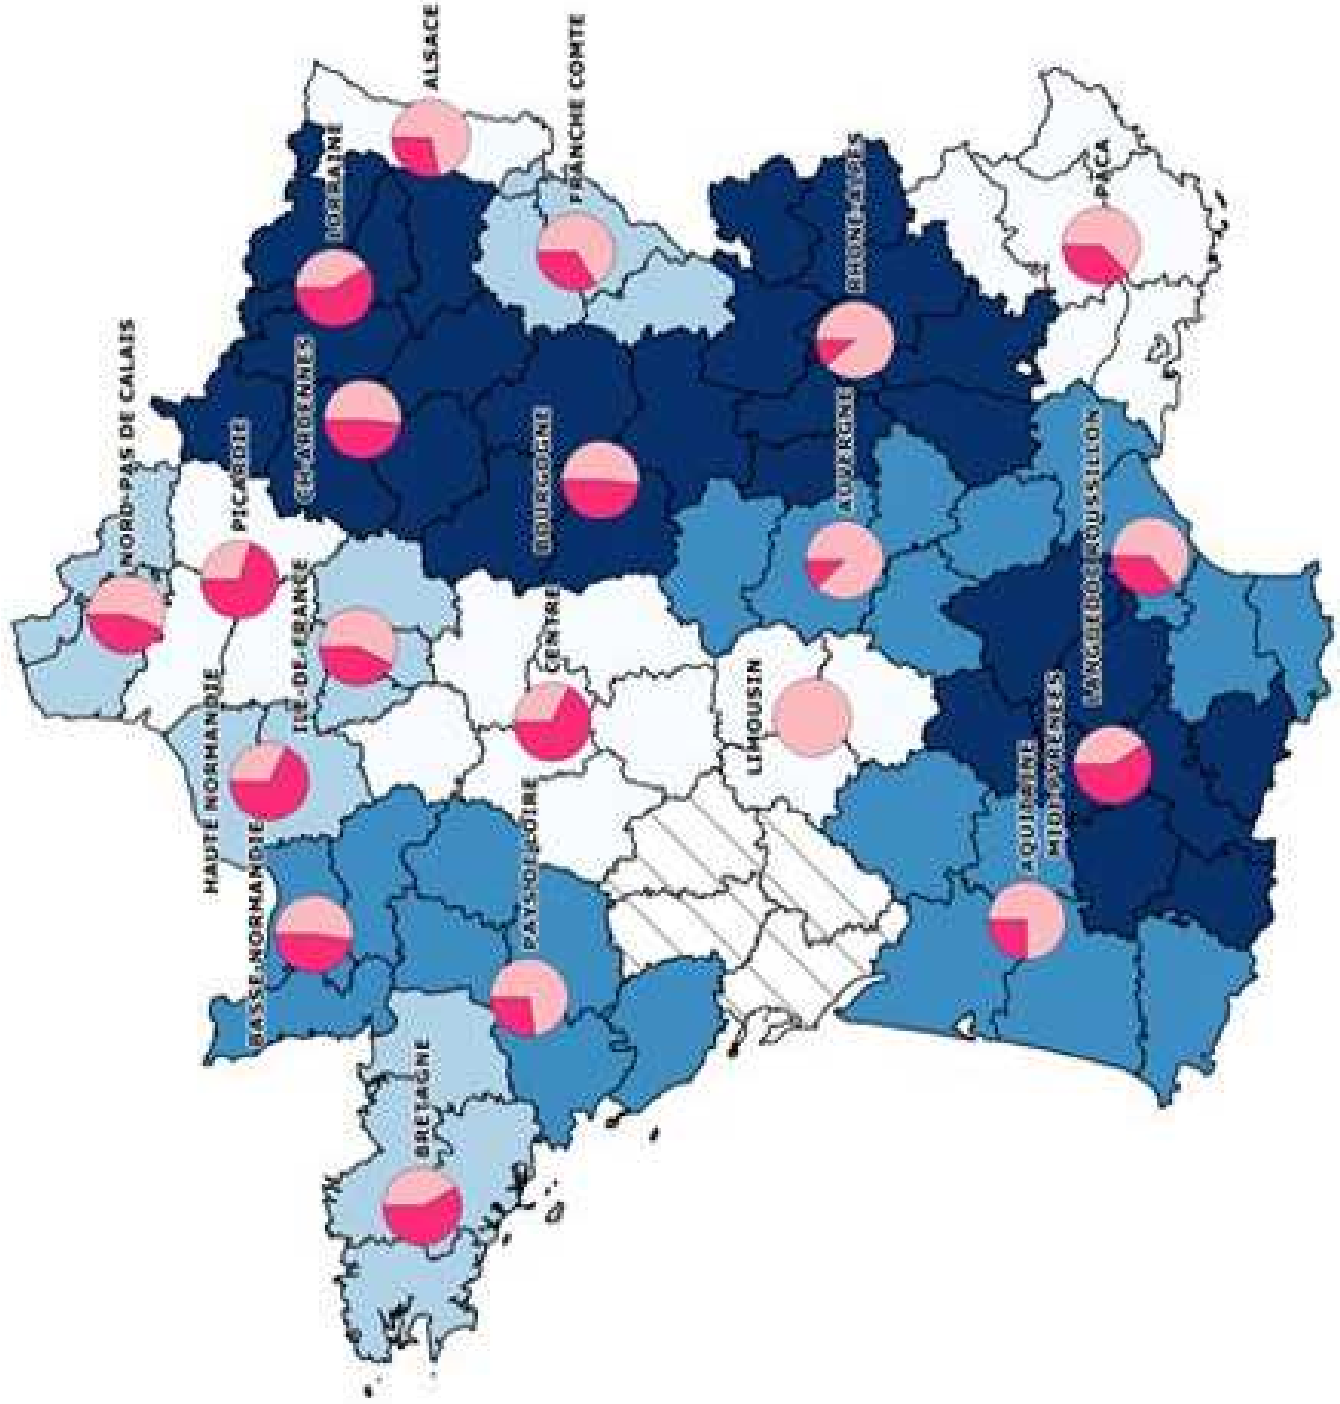 ALSACE
FRANCHE COMTE
LORRAINE
RHONE-ALPES
PACA
NORD-PAS DE CALAIS
CH-ARDENNES
PICARDIE
BOURGOGNE
AUVERGNE
LANGUEDOC-ROUSSILLON
ILE-DE-FRANCE
CENTRE
HAUTE NORMANDIE
LIMOUSIN
MIDI-PYRENEES
AQUITAINE
BASSE-NORMANDIE
PAYS DE LOIRE
BRETAGNE